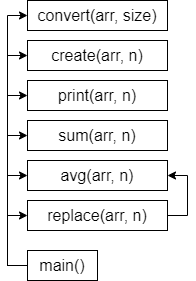 convert(arr, size)
create(arr, n)
print(arr, n)
sum(arr, n)
avg(arr, n)
replace(arr, n)
main()